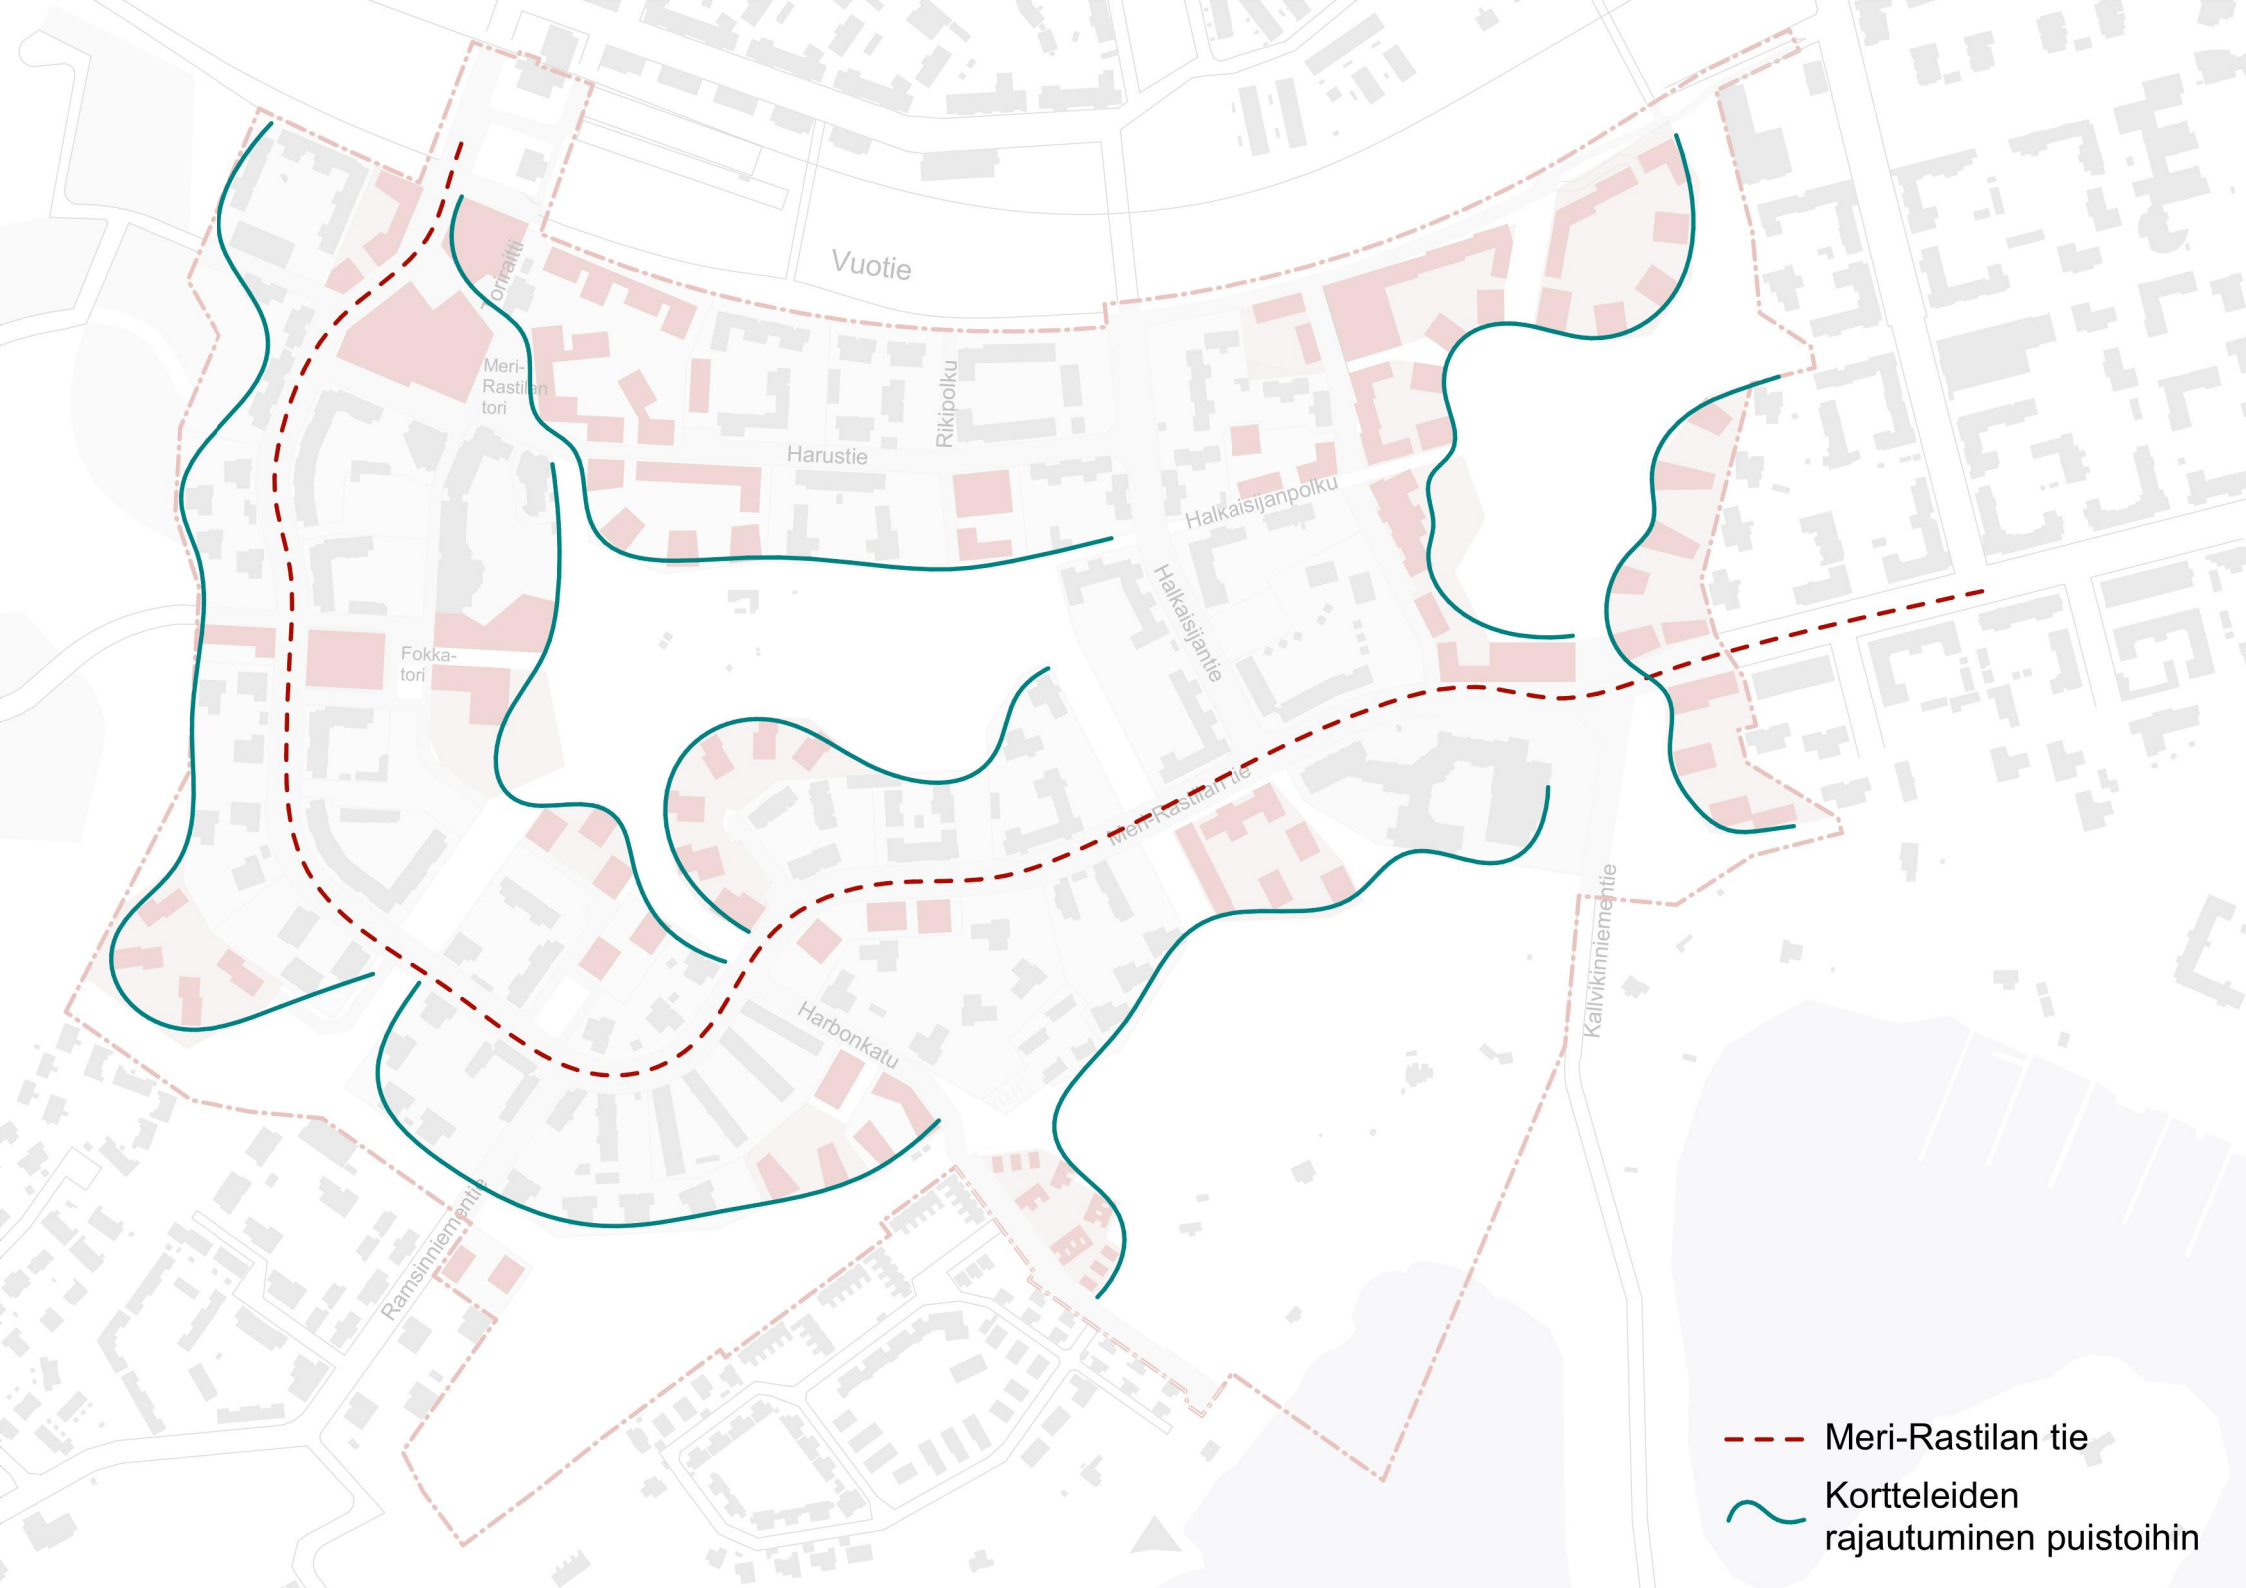 Vuotie
Toriraitti
Meri-
Rastilan
tori
Rikipolku
Harustie
Halkaisijanpolku
Halkaisijantie
Fokka-
tori
Meri-Rastilan tie
Kallvikinniementie
Harbonkatu
Ramsinniementie
Meri-Rastilan tie
Kortteleiden
rajautuminen puistoihin